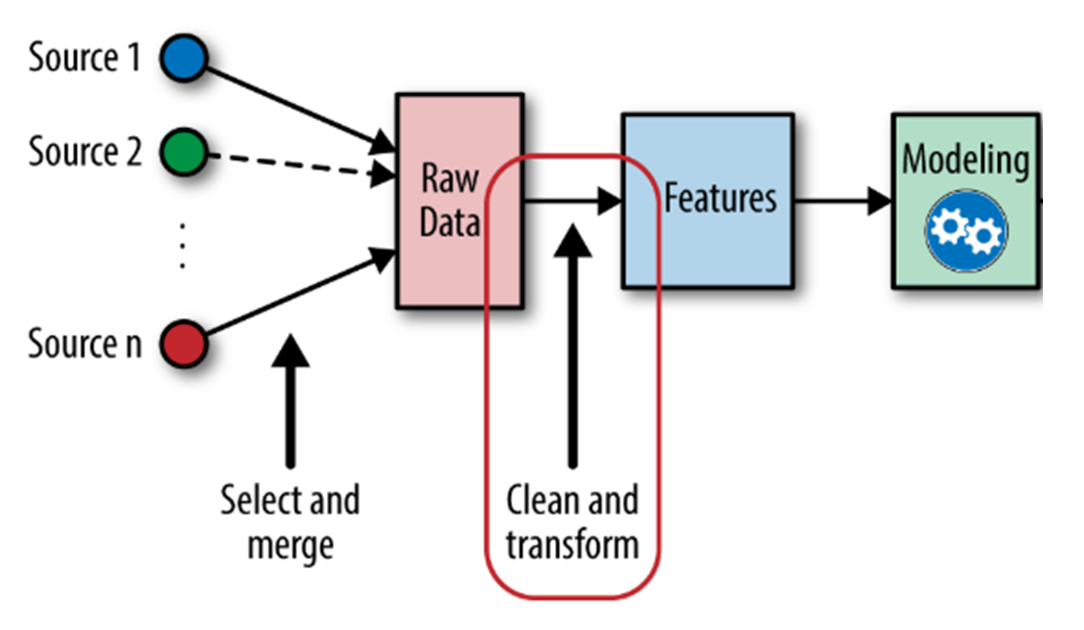 Source 1
Source 2
Source n
Raw
Data
Features
Modeling
Select and
merge
Clean and
transform